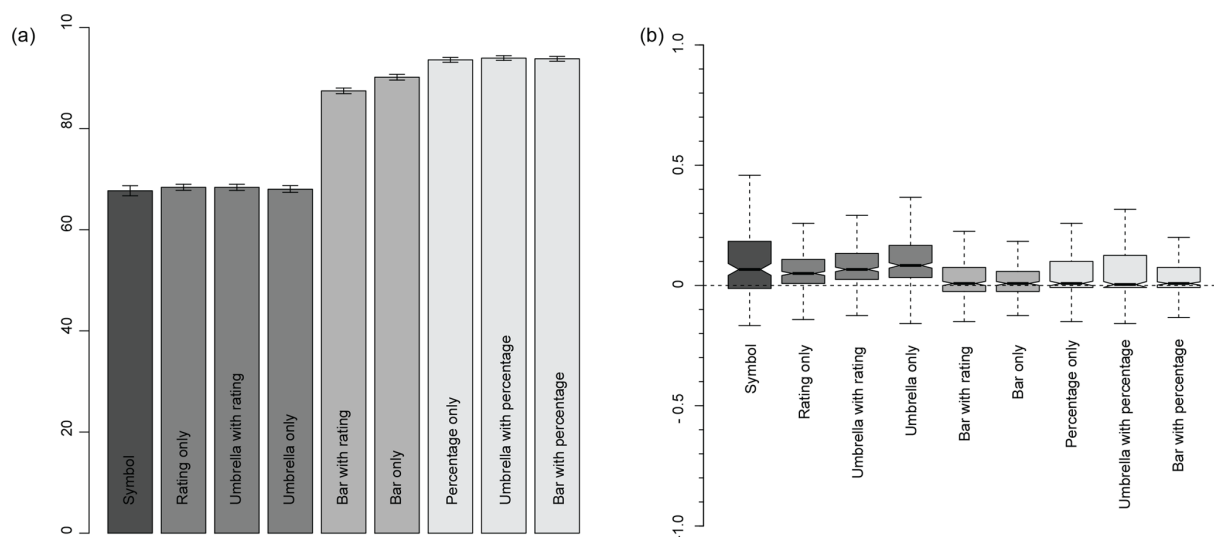 (a)
10
80
60
40
20
0
Symbol
Rating only
Umbrella with rating
Umbrella only
Bar with rating
Bar only
Percentage only
Umbrella with percentage
Bar with percentage
(b)
1.0
0.5
0
- 0.5
-1.0
Symbol
Rating only
Umbrella with rating
Umbrella only
Bar with rating
Bar only
Percentage only
Umbrella with percentage
Bar with percentage